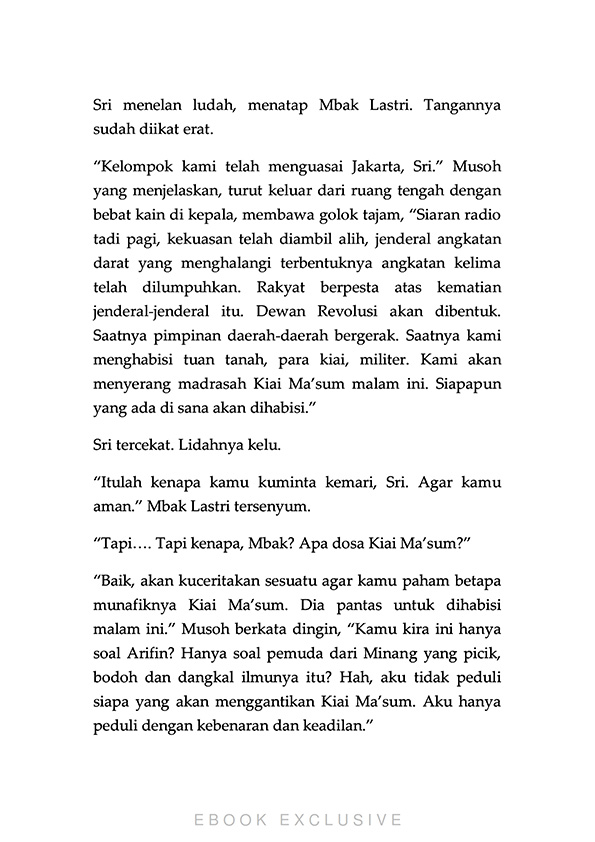 Sri menelan ludah, menatap Mbak Lastri. Tangannya
sudah diikat erat.
“Kelompok kami telah menguasai Jakarta, Sri.” Musoh
yang menjelaskan, turut keluar dari ruang tengah dengan
bebat kain di kepala, membawa golok tajam, “Siaran radio
tadi pagi, kekuasan telah diambil alih, jenderal angkatan
darat yang menghalangi terbentuknya angkatan kelima
telah dilumpuhkan. Rakyat berpesta atas kematian
jenderal-jenderal itu. Dewan Revolusi akan dibentuk.
Saatnya pimpinan daerah-daerah bergerak. Saatnya kami
menghabisi tuan tanah, para kiai, militer. Kami akan
menyerang madrasah Kiai Ma’sum malam ini. Siapapun
yang ada di sana akan dihabisi.”
Sri tercekat. Lidahnya kelu.
“Itulah kenapa kamu kuminta kemari, Sri. Agar kamu
aman.” Mbak Lastri tersenyum.
“Tapi…. Tapi kenapa, Mbak? Apa dosa Kiai Ma’sum?”
“Baik, akan kuceritakan sesuatu agar kamu paham betapa
munafiknya Kiai Ma’sum. Dia pantas untuk dihabisi
malam ini.” Musoh berkata dingin, “Kamu kira ini hanya
soal Arifin? Hanya soal pemuda dari Minang yang picik,
bodoh dan dangkal ilmunya itu? Hah, aku tidak peduli
siapa yang akan menggantikan Kiai Ma’sum. Aku hanya
peduli dengan kebenaran dan keadilan.”
EBOOK EXCLUSIVE